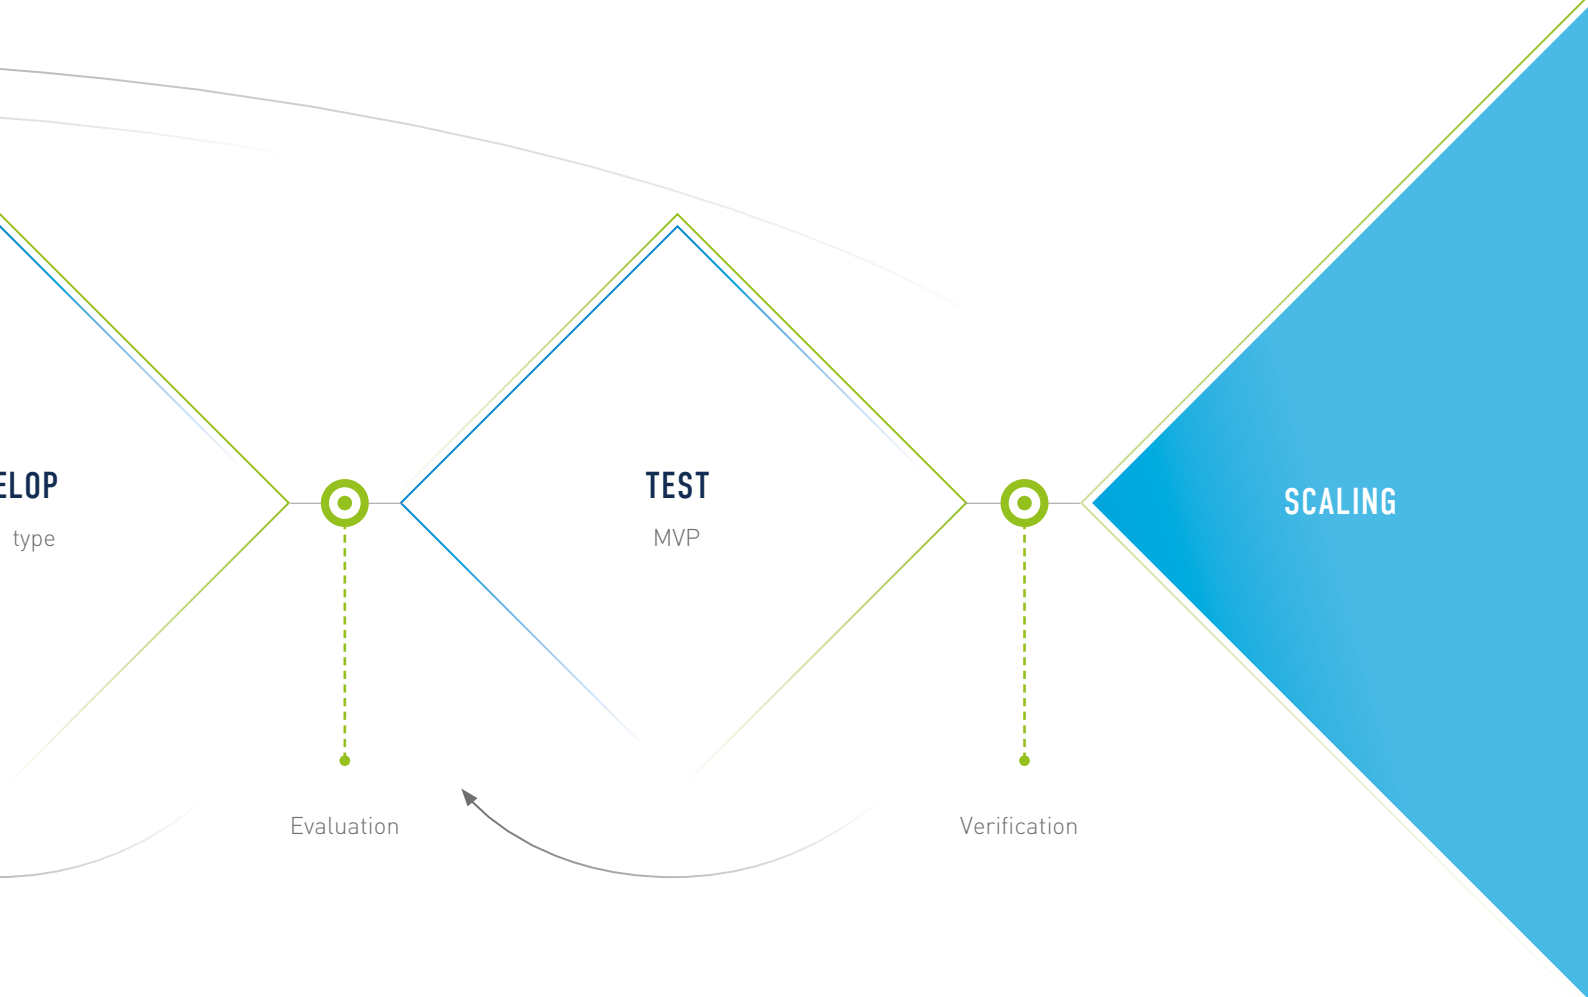 ELOP
type
TEST
MVP
SCALING
Evaluation
Verification